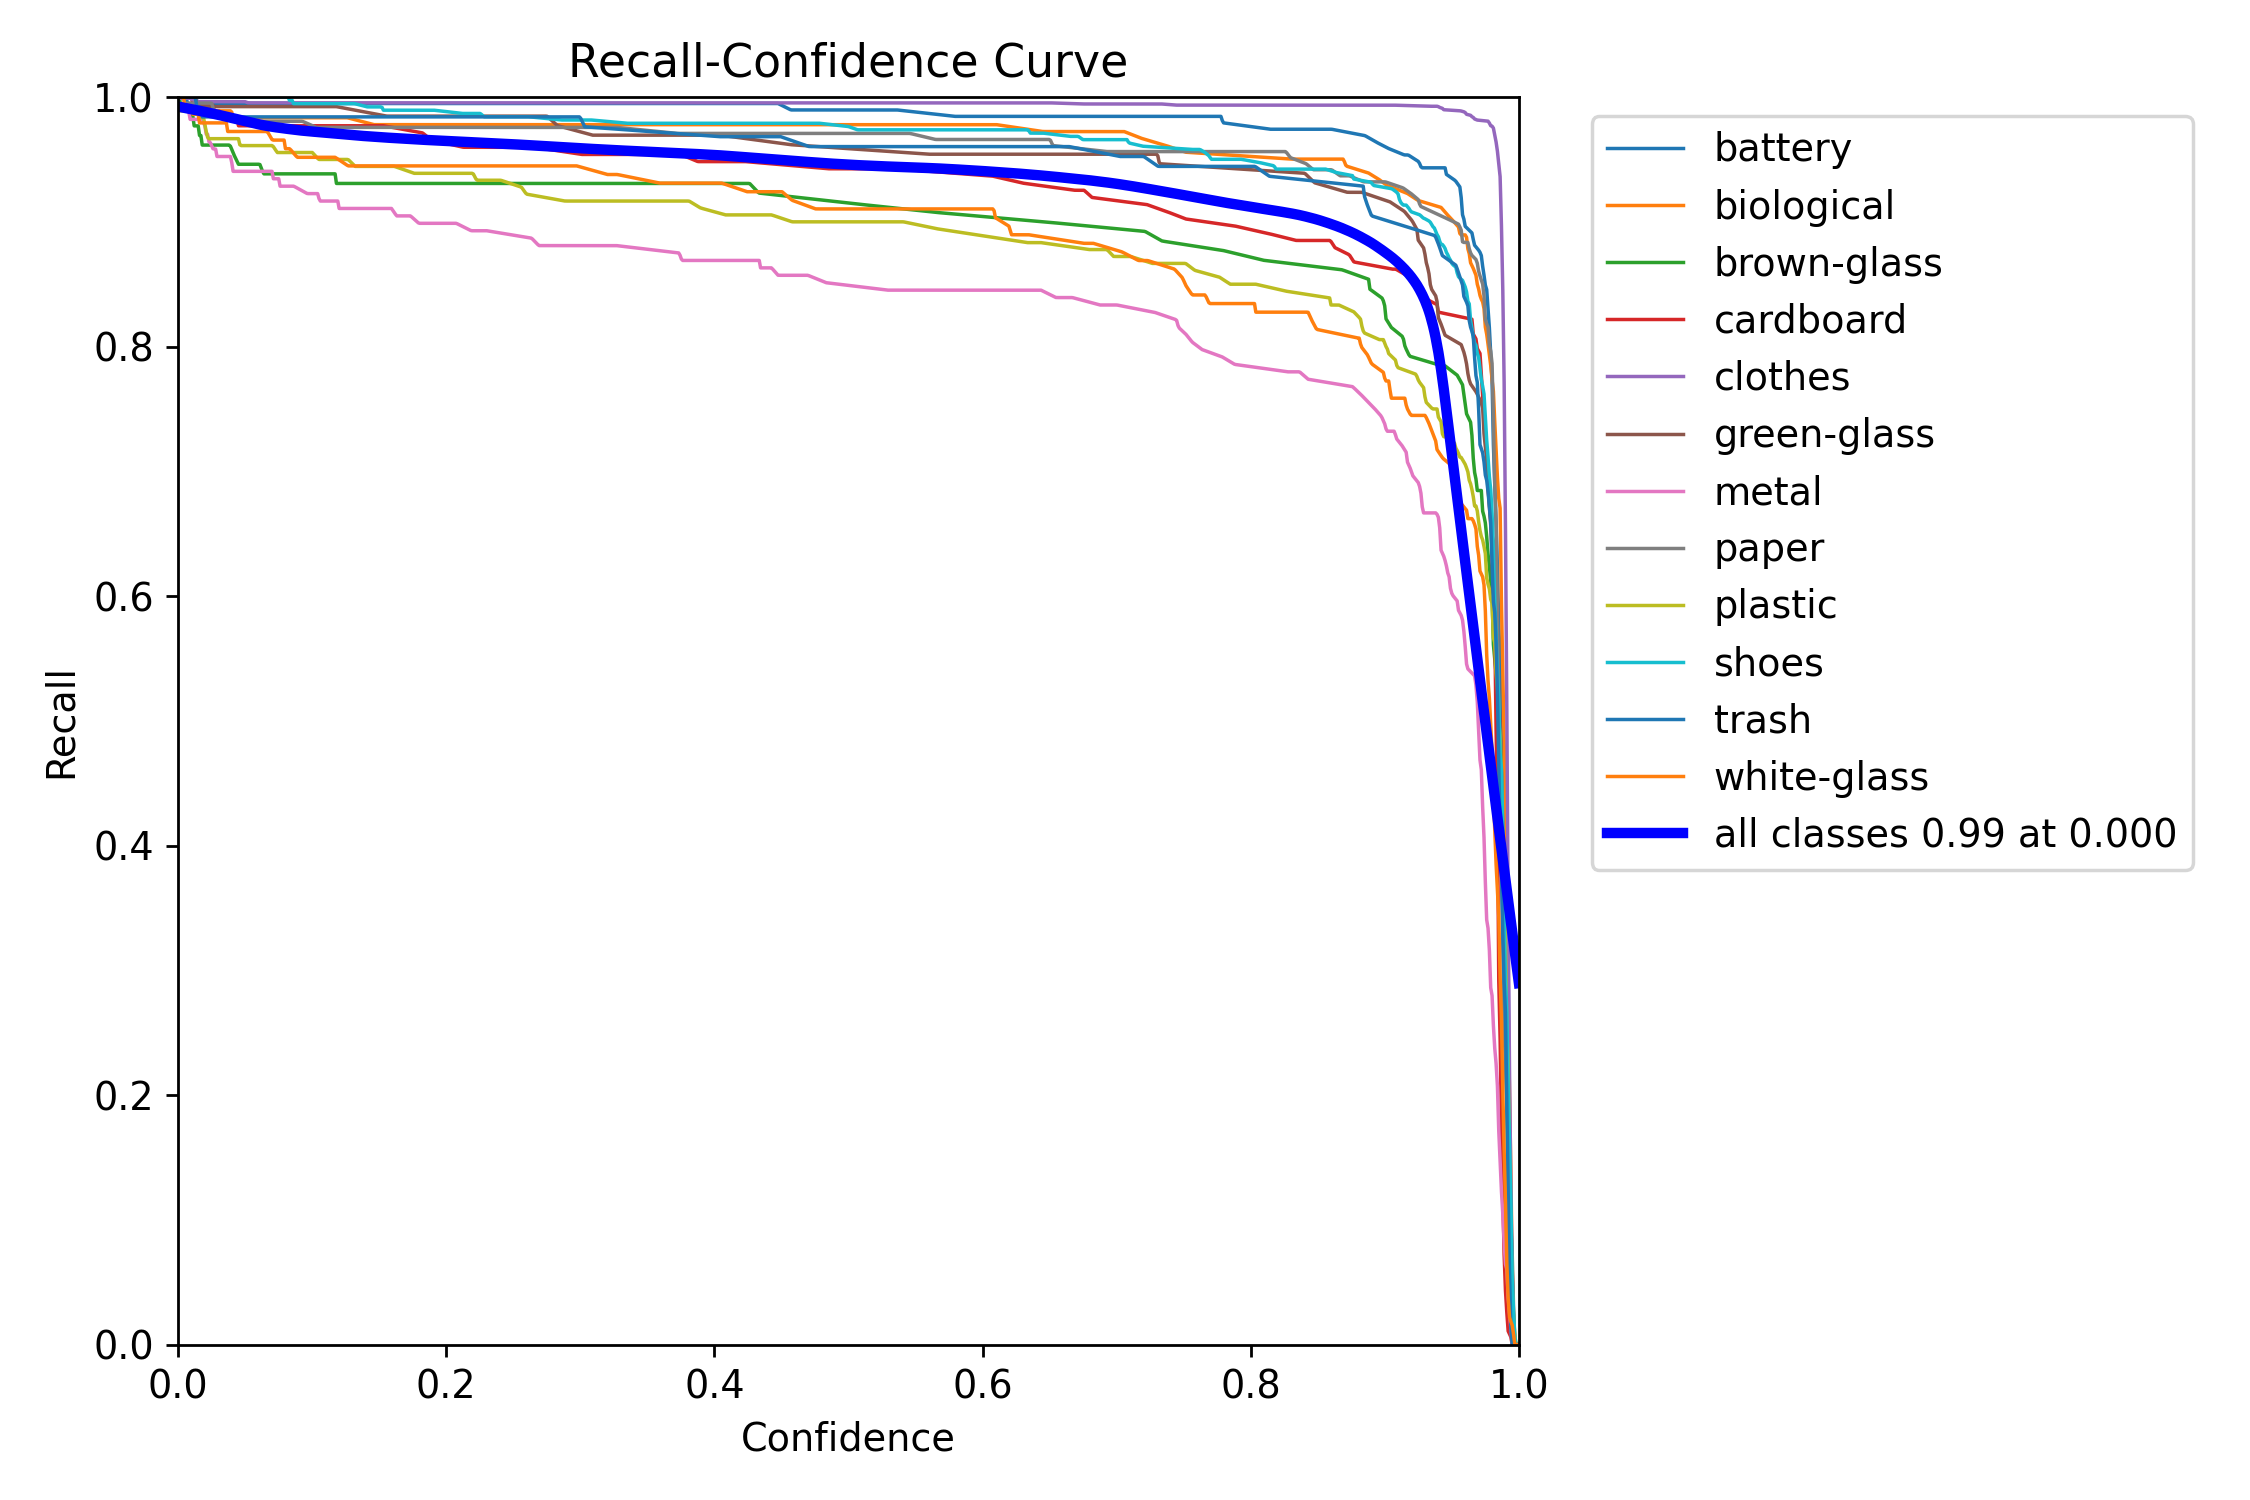 Recall-Confidence Curve
1.0
0.8
0.6
0.4
0.2
0.0
Recall
0.0 0.2 0.4 0.6 0.8 1.0
Confidence
battery
biological
brown-glass
cardboard
clothes
green-glass
metal
paper
plastic
shoes
trash
white-glass
all classes 0.99 at 0.000